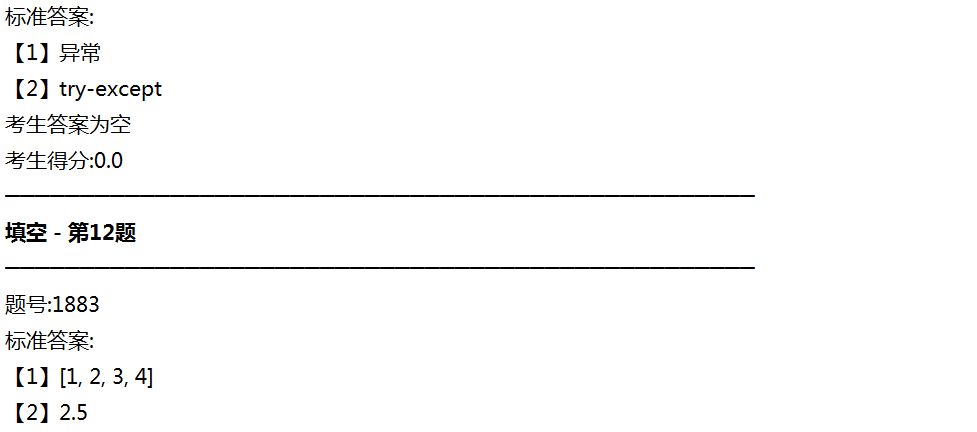 标准答案:
【1】异常
【2】try-except
考生答案为空
考生得分:0.0
填空 - 第12题
题号:1883
标准答案:
【1】[1, 2, 3, 4]
【2】2.5